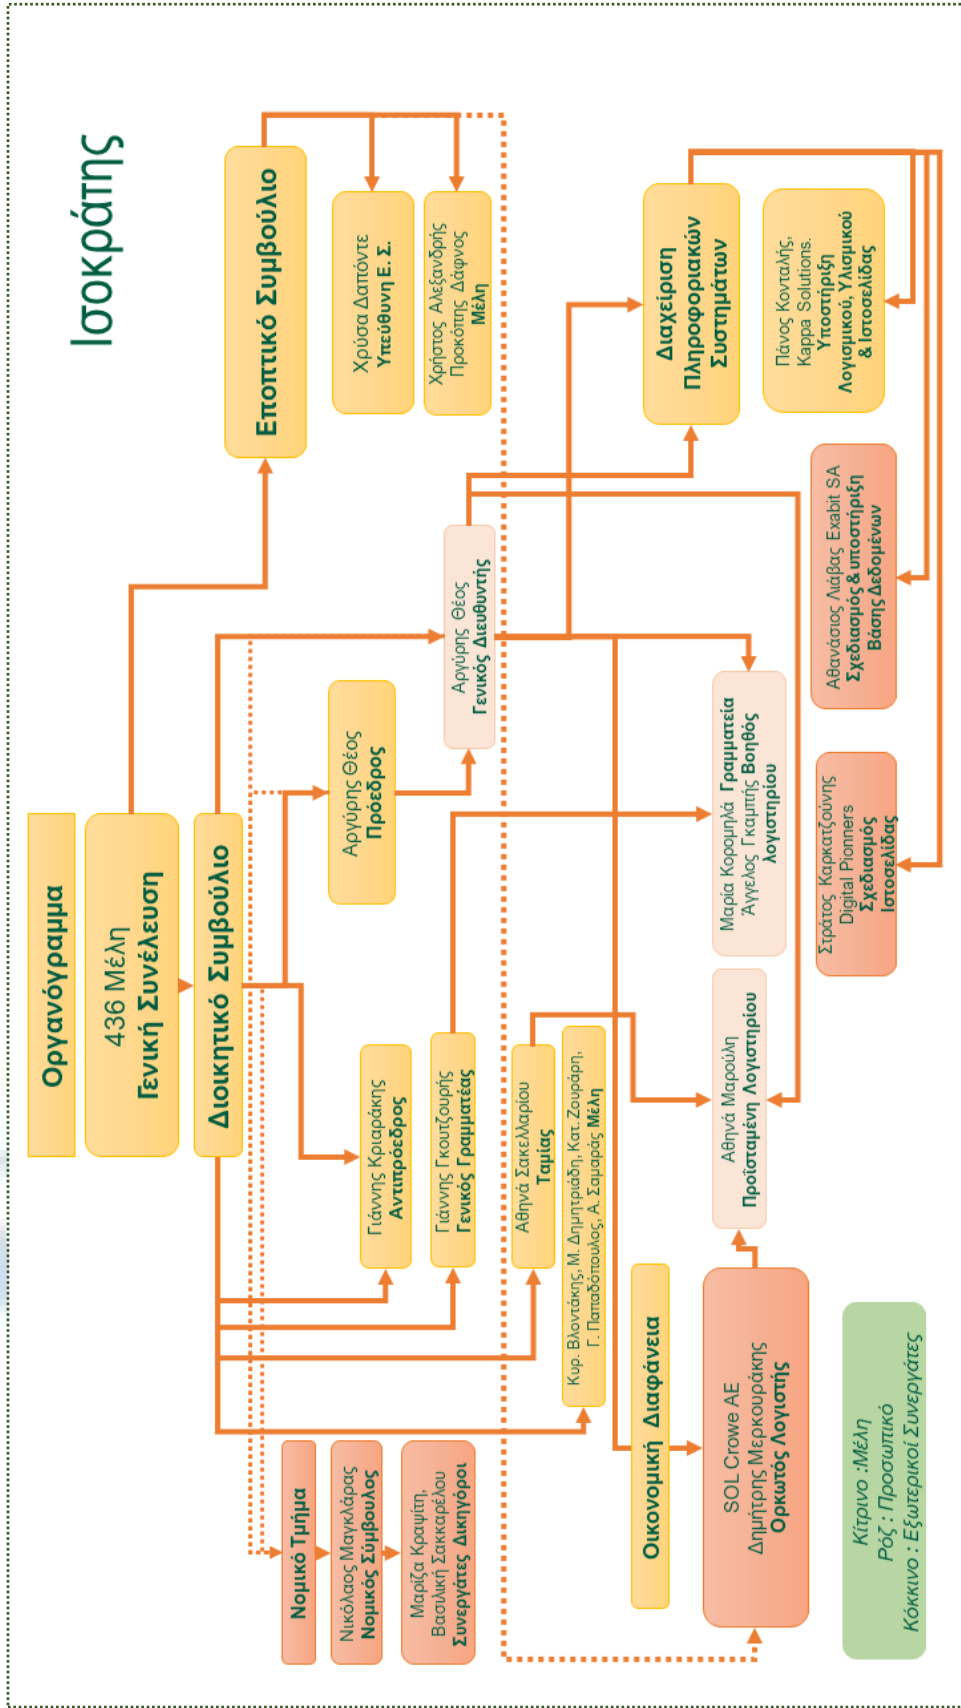 Ισοκράτης
Οργανόγραμμα
436 Μέλη
Γενική Συνέλευση
Διοικητικό Συμβούλιο
Εποπτικό Συμβούλιο
Νομικό Τμήμα
Νικόλαος Μαγκλάρας
Νομικός Σύμβουλος
Μαρίζα Κραψίτη,
Βασιλική Σακκαρέλου
Συνεργάτες Δικηγόροι
Γιάννης Κριαράκης
Αντιπρόεδρος
Γιάννης Γκουτζουρής
Γενικός Γραμματέας
Αθηνά Σακελλαρίου
Ταμίας
Κυρ. Βλοντάκης, Μ. Δημητριάδη, Κατ. Ζουράρη,
Γ. Παπαδόπουλος, Α. Σαμαράς Μέλη
Αργύρης Θέος
Πρόεδρος
Αργύρης Θέος
Γενικός Διευθυντής
Χρύσα Δαπόντε
Υπεύθυνη Ε. Σ.
Χρήστος Αλεξανδρής
Προκόπης Δάφνος
Μέλη
Οικονομική Διαφάνεια
SOL Crowe AE
Δημήτρης Μερκουράκης
Ορκωτός Λογιστής
Αθηνά Μαρούλη
Προϊσταμένη Λογιστηρίου
Μαρία Κορομηλά Γραμματεία
Άγγελος Γκαμπής Βοηθός
λογιστηρίου
Διαχείριση
Πληροφοριακών
Συστημάτων
Πάνος Κονταλής,
Kappa Solutions.
Υποστήριξη
Λογισμικού, Υλισμικού
& Ιστοσελίδας
Αθανάσιος Λιάβας Exabit SA
Σχεδιασμός & υποστήριξη
Βάσης Δεδομένων
Στράτος Καρκατζούνης
Digital Pionners
Σχεδιασμός
Ιστοσελίδας
Κίτρινο :Μέλη
Ρόζ : Προσωπικό
Κόκκινο : Εξωτερικοί Συνεργάτες